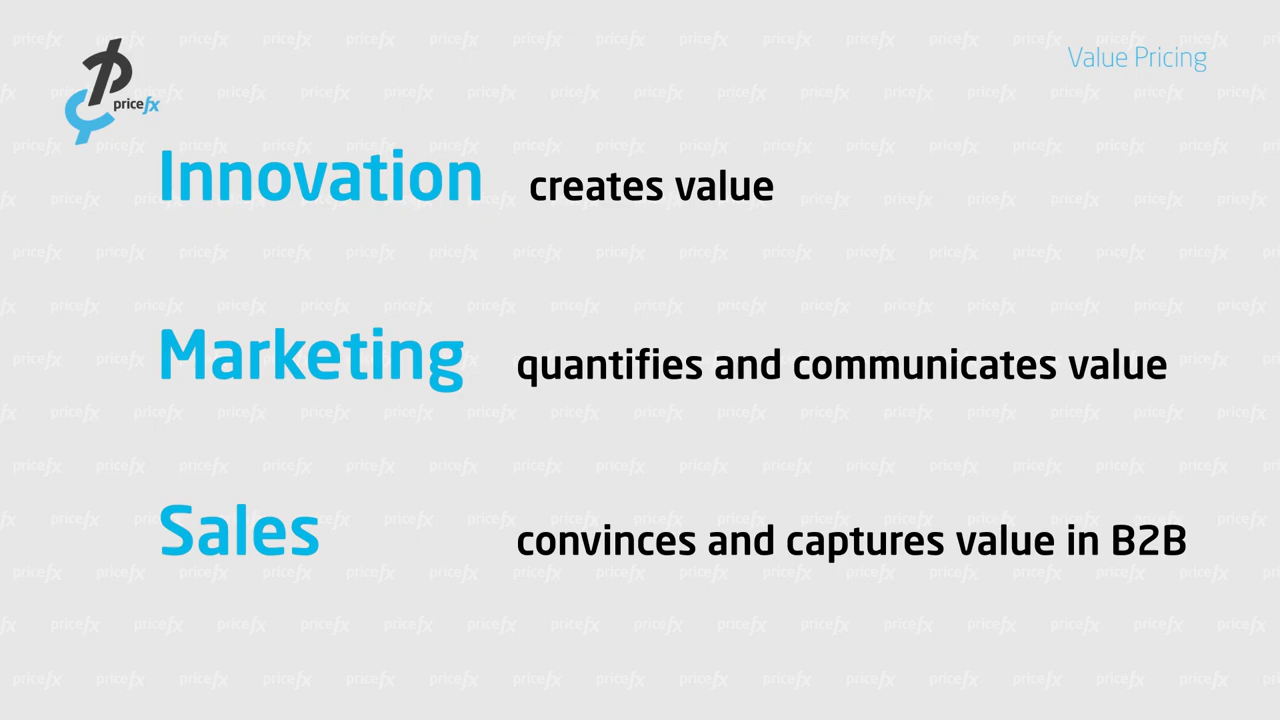 pricefx
Value Pricing
Innovation creates value
Marketing quantifies and communicates value
Sales convinces and captures value in B2B